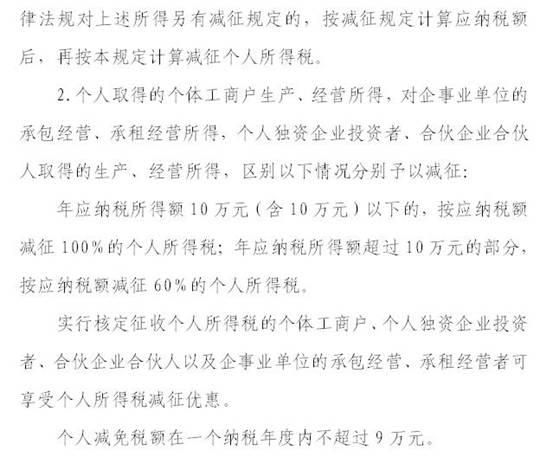 律法规对上述所得另有减征规定的，按减征规定计算应纳税额
后，再按本规定计算减征个人所得税。
2.个人取得的个体工商户生产、经营所得，对企事业单位的
承包经营、承租经营所得，个人独资企业投资者、合伙企业合伙
人取得的生产、经营所得，区别以下情况分别予以减征：
年应纳税所得额10万元（含10万元）以下的，按应纳税额
减征100%的个人所得税；年应纳税所得额超过10万元的部分，
按应纳税额减征60%的个人所得税。
实行核定征收个人所得税的个体工商户、个人独资企业投资
者、合伙企业合伙人以及企事业单位的承包经营、承租经营者可
享受个人所得税减征优惠。
个人减免税额在一个纳税年度内不超过9万元。